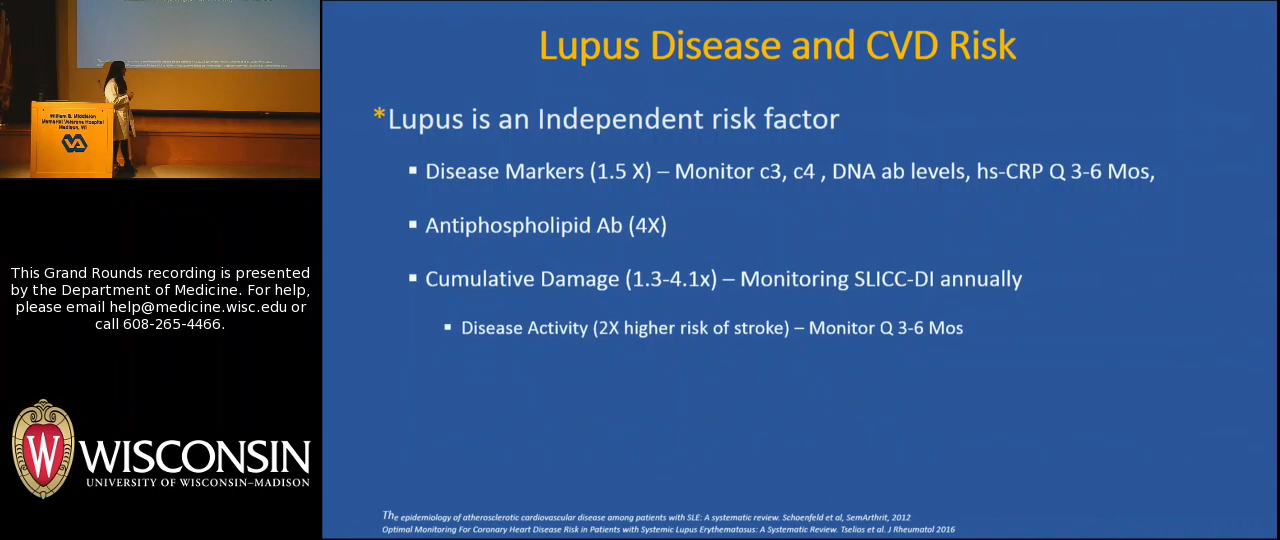 Lupus Disease and CVD Risk
*Lupus is an Independent risk factor
▪ Disease Markers (1.5 X) – Monitor c3, c4 , DNA ab levels, hs-CRP Q 3-6 Mos,
▪ Antiphospholipid Ab (4X)
▪ Cumulative Damage (1.3-4.1x) – Monitoring SLICC-DI annually
▪ Disease Activity (2X higher risk of stroke) – Monitor Q 3-6 Mos
The epidemiology of atherosclerotic cardiovascular disease among patients with SLE: A systematic review. Schoenfeld et al, SemArthrit, 2012
Optimal Monitoring For Coronary Heart Disease Risk in Patients with Systemic Lupus Erythematosus: A Systematic Review. Tselios et al. J Rheumatol 2016
William S. Middleton
Memorial Veterans Hospital
Madison, WI
VA
This Grand Rounds recording is presented
by the Department of Medicine. For help,
please email help@medicine.wisc.edu or
call 608-265-4466.
W
WISCONSIN
UNIVERSITY OF WISCONSIN–MADISON